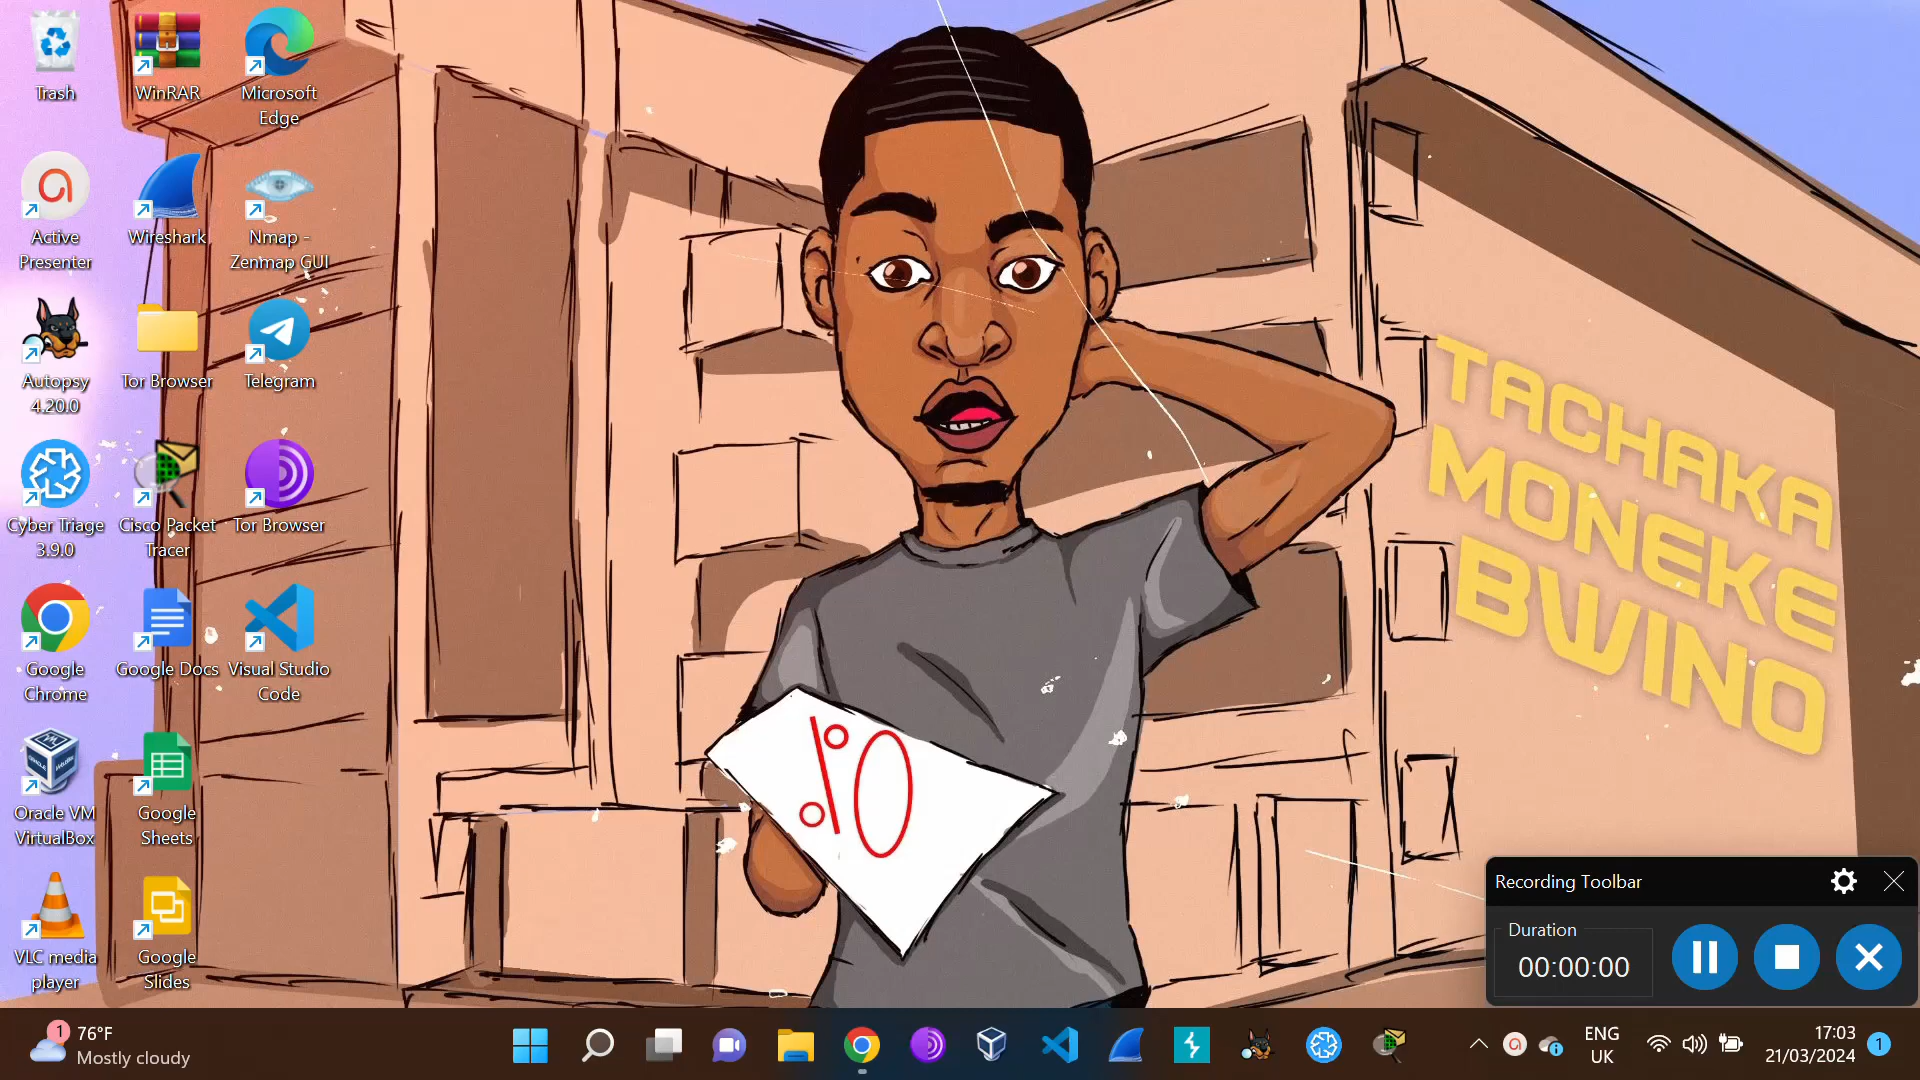 Trash
WinRAR
Microsoft
Edge
Active
Presenter
Wireshark
Nmap -
Zenmap GUI
Autopsy
4.20.0
Tor Browser
Telegram
Cyber Triage
3.9.0
Cisco Packet
Tracer
Tor Browser
Google
Chrome
Google Docs
Visual Studio
Code
Oracle VM
VirtualBox
Google
Sheets
VLC media
player
Google
Slides
TACHAKA
MONEKE
BWINO
%0
Recording Toolbar
Duration
00:00:00
1
76°F
Mostly cloudy
ENG
UK
17:03
21/03/2024
1